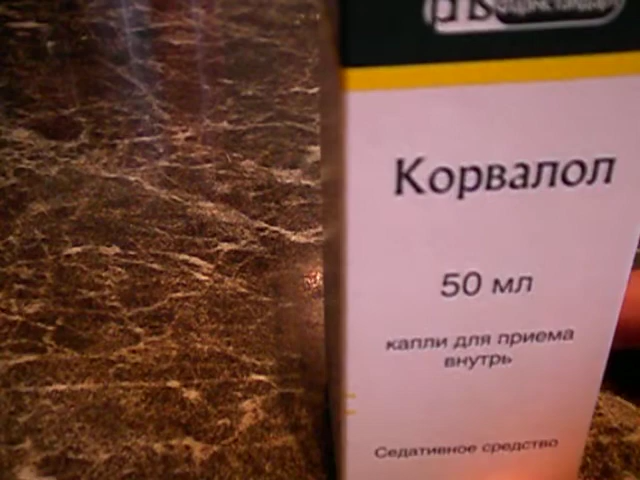 Корвалол
50 мл
капли для приема
внутрь
Седативное средство